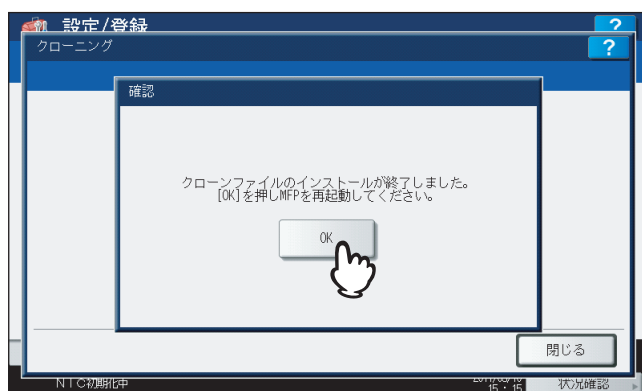 設定/登録
?
クローニング
?
確認
クローンファイルのインストールが終了しました。
[OK]を押しMFPを再起動してください。
OK
閉じる
NIC初期化中
15:15
状況確認